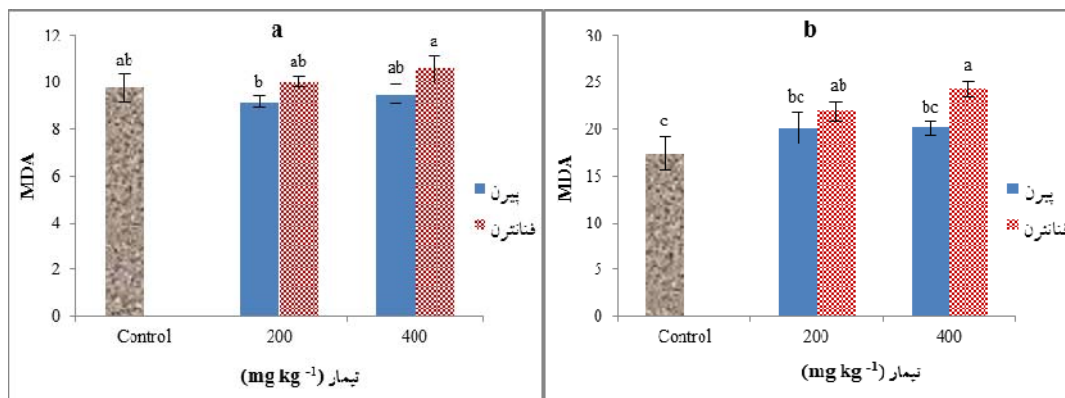 a
12
10
8
6
4
2
0
MDA
ab
b
ab
ab
a
Control
200
400
تیمار (mg kg -1)
پیرن
فنانترن
b
30
25
20
15
10
5
0
MDA
c
bc
ab
bc
a
Control
200
400
تیمار (mg kg -1)
پیرن
فنانترن